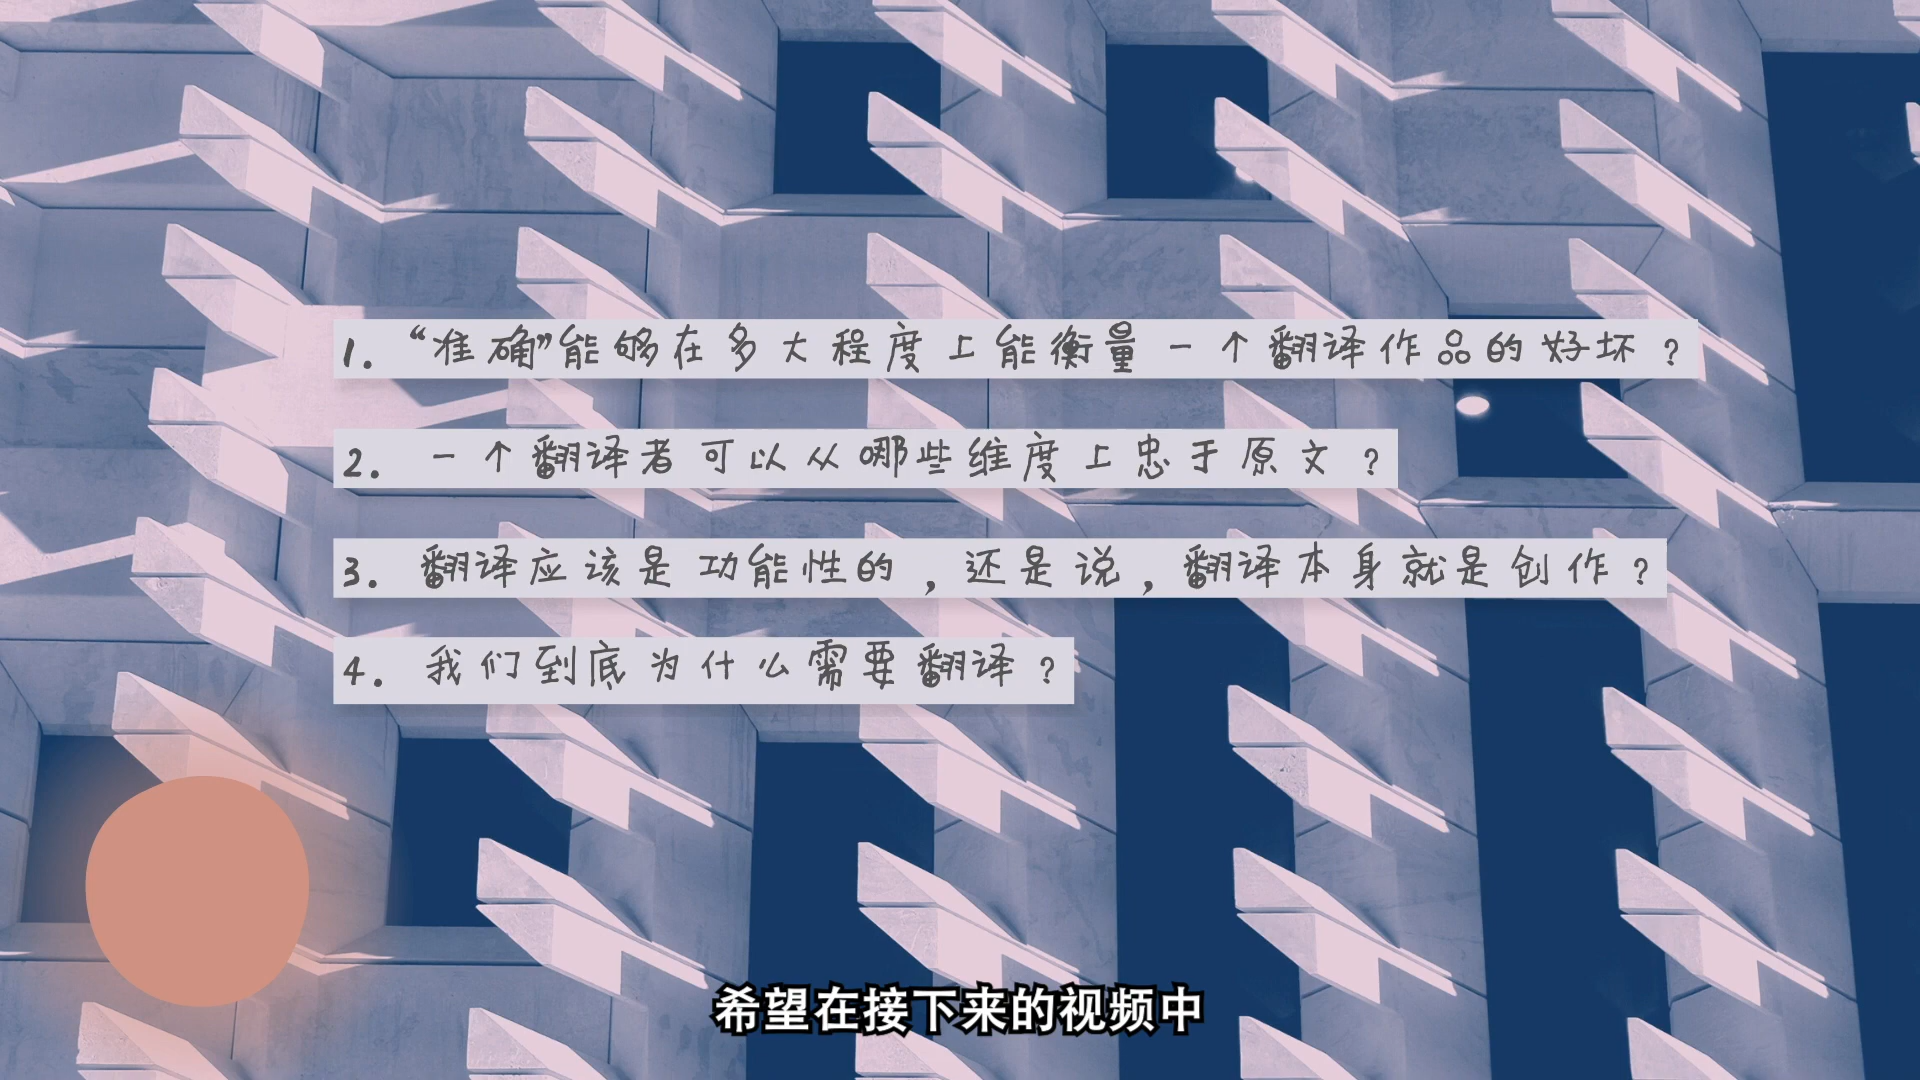 1. “准确”能够在多大程度上能衡量一个翻译作品的好坏？
2. 一个翻译者可以从哪些维度上忠于原文？
3. 翻译应该是功能性的，还是说，翻译本身就是创作？
4. 我们到底为什么需要翻译？
希望在接下来的视频中